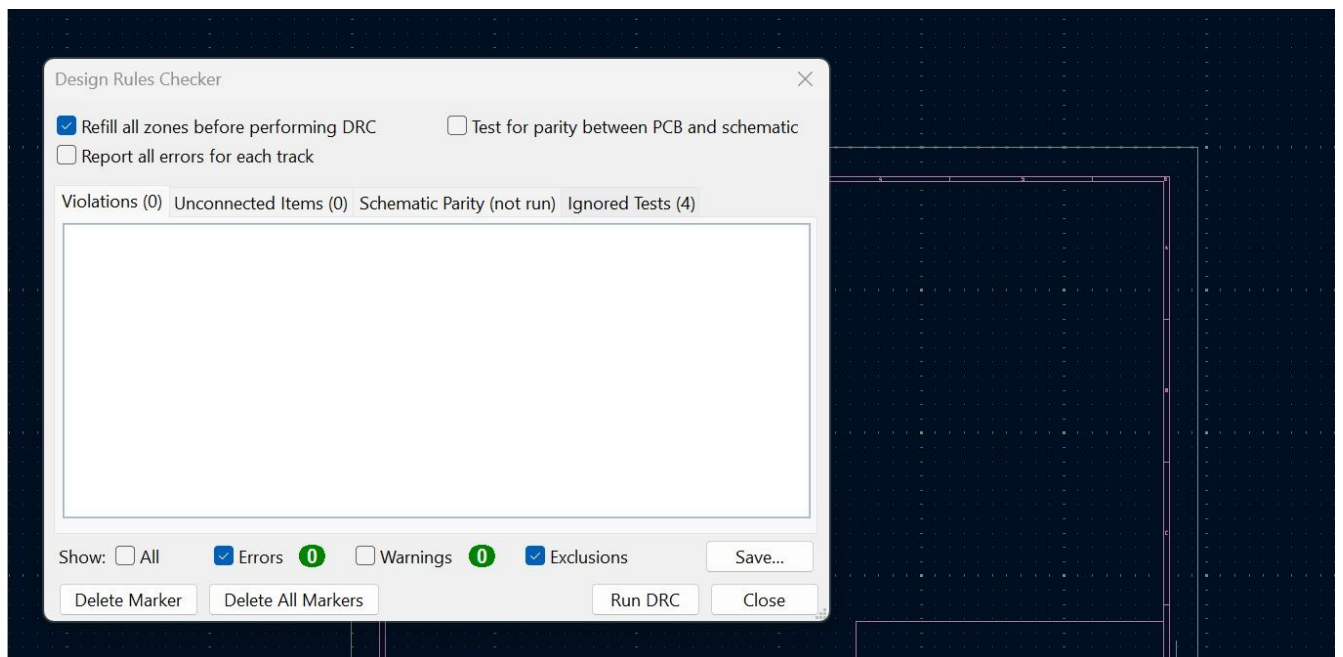 Design Rules Checker
Refill all zones before performing DRC Test for parity between PCB and schematic
Report all errors for each track
Violations (0) Unconnected Items (0) Schematic Parity (not run) Ignored Tests (4)
Show: All Errors 0 Warnings 0 Exclusions Save...
Delete Marker Delete All Markers Run DRC Close